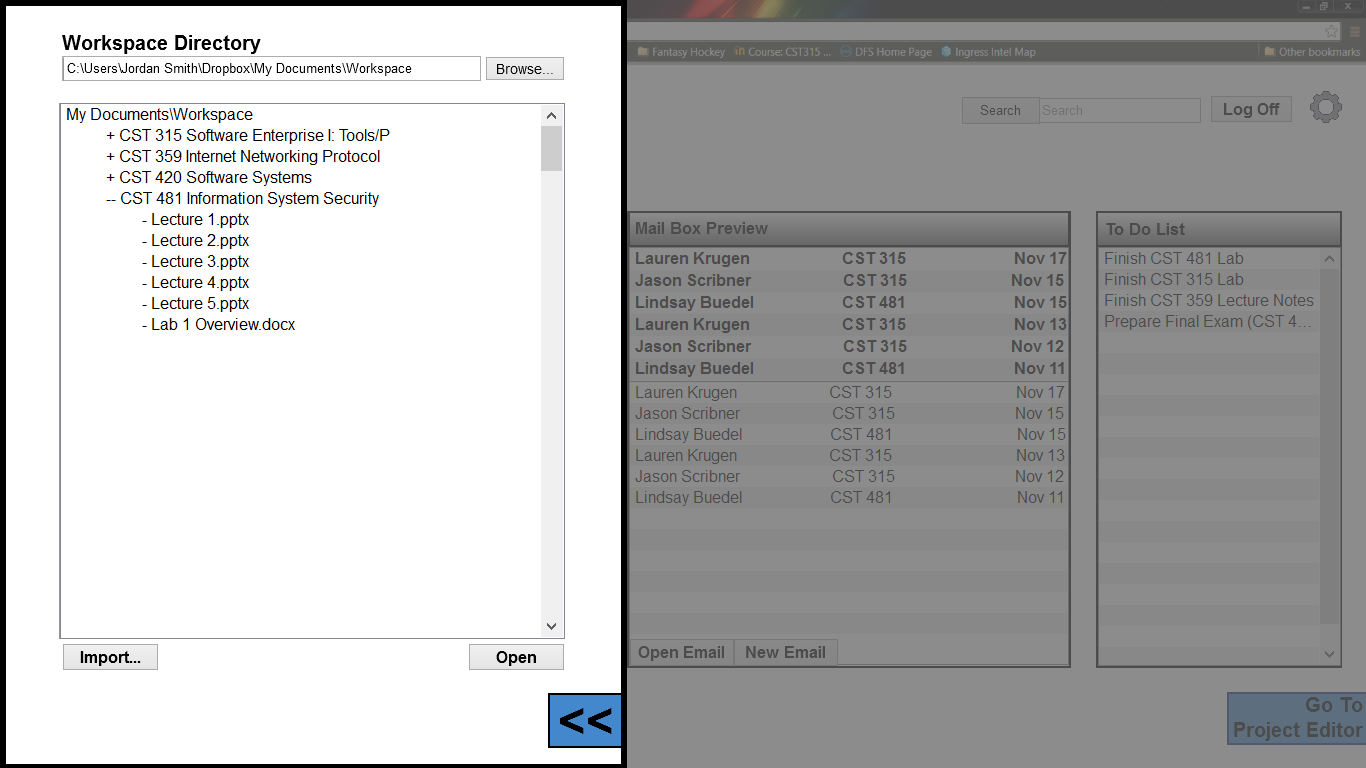 Workspace Directory
C:\Users\Jordan Smith\Dropbox\My Documents\Workspace
Browse...
My Documents\Workspace
+ CST 315 Software Enterprise I: Tools/P
+ CST 359 Internet Networking Protocol
+ CST 420 Software Systems
-- CST 481 Information System Security
- Lecture 1.pptx
- Lecture 2.pptx
- Lecture 3.pptx
- Lecture 4.pptx
- Lecture 5.pptx
- Lab 1 Overview.docx
Import...
Open
<<
Fantasy Hockey
Course: CST315 ...
DFS Home Page
Ingress Intel Map
Other bookmarks
Search
Search
Log Off
Mail Box Preview
Lauren Krugen CST 315 Nov 17
Jason Scribner CST 315 Nov 15
Lindsay Buedel CST 481 Nov 15
Lauren Krugen CST 315 Nov 13
Jason Scribner CST 315 Nov 12
Lindsay Buedel CST 481 Nov 11
Lauren Krugen CST 315 Nov 17
Jason Scribner CST 315 Nov 15
Lindsay Buedel CST 481 Nov 15
Lauren Krugen CST 315 Nov 13
Jason Scribner CST 315 Nov 12
Lindsay Buedel CST 481 Nov 11
Open Email
New Email
To Do List
Finish CST 481 Lab
Finish CST 315 Lab
Finish CST 359 Lecture Notes
Prepare Final Exam (CST 4...
Go To
Project Editor